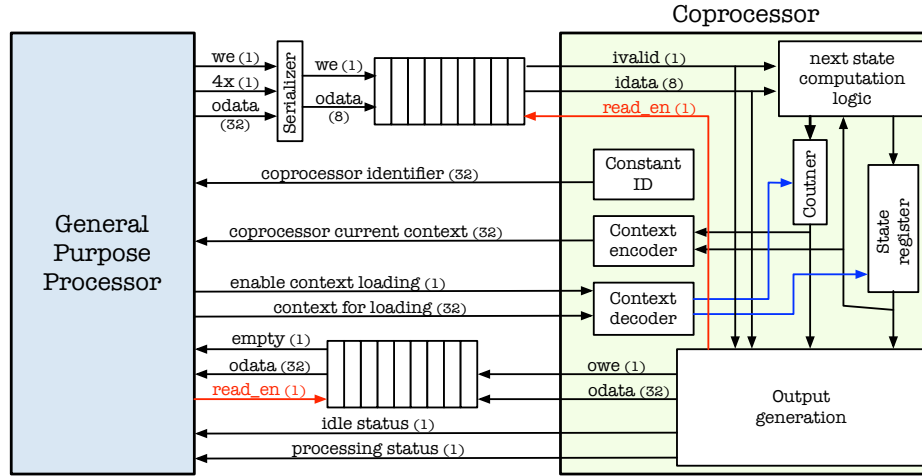 Coprocessor
General
Purpose
Processor
we (1)
4x (1)
odata
(32)
Serializer
we (1)
odata
(8)
ivalid (1)
idata (8)
read_en (1)
next state
computation
logic
coprocessor identifier (32)
Constant
ID
Coutner
State
register
coprocessor current context (32)
Context
encoder
enable context loading (1)
context for loading (32)
Context
decoder
empty (1)
odata (32)
read_en (1)
owe (1)
odata (32)
Output
generation
idle status (1)
processing status (1)